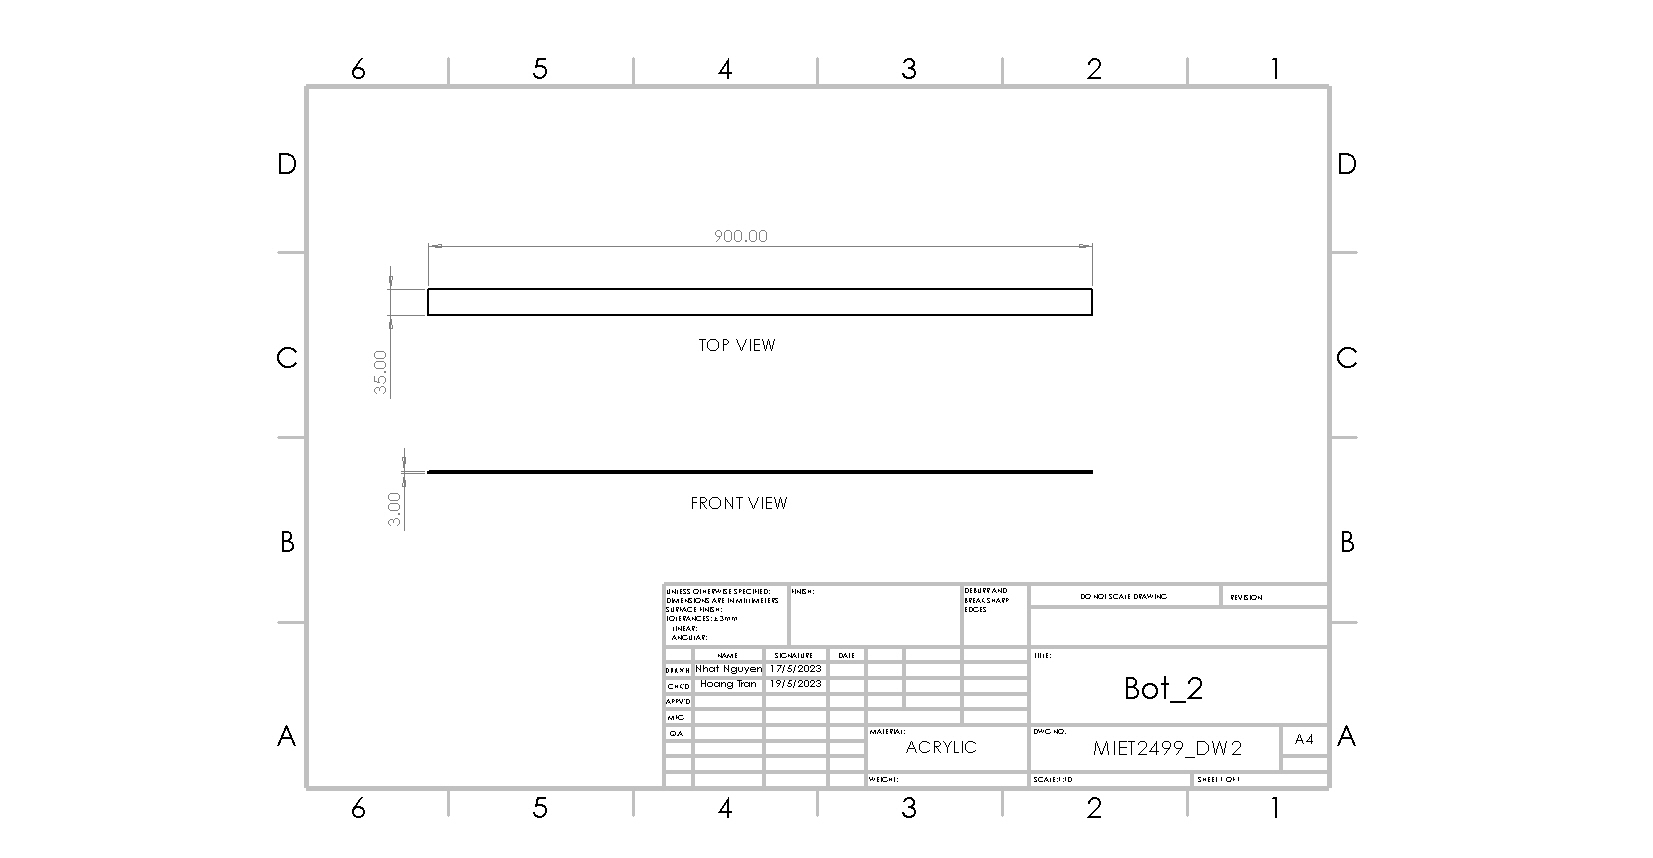 6 5 4 3 2 1
D D
900.00
TOP VIEW
C C
35.00
3.00
FRONT VIEW
B B
UNLESS OTHERWISE SPECIFIED:
DIMENSIONS ARE IN MILLIMETERS
SURFACE FINISH:
TOLERANCES: ±3mm
LINEAR:
ANGULAR:
FINISH:
DEBURR AND
BREAK SHARP
EDGES
DO NOT SCALE DRAWING
REVISION
NAME SIGNATURE DATE
DRAWN Nhat Nguyen 17/5/2023
CHK'D Hoang Tran 19/5/2023
APPV'D
MFG
Q.A
TITLE:
Bot_2
MATERIAL:
ACRYLIC
DWG NO.
MIET2499_DW2
A4
WEIGHT:
SCALE:1:10
SHEET 1 OF 1
A A
6 5 4 3 2 1